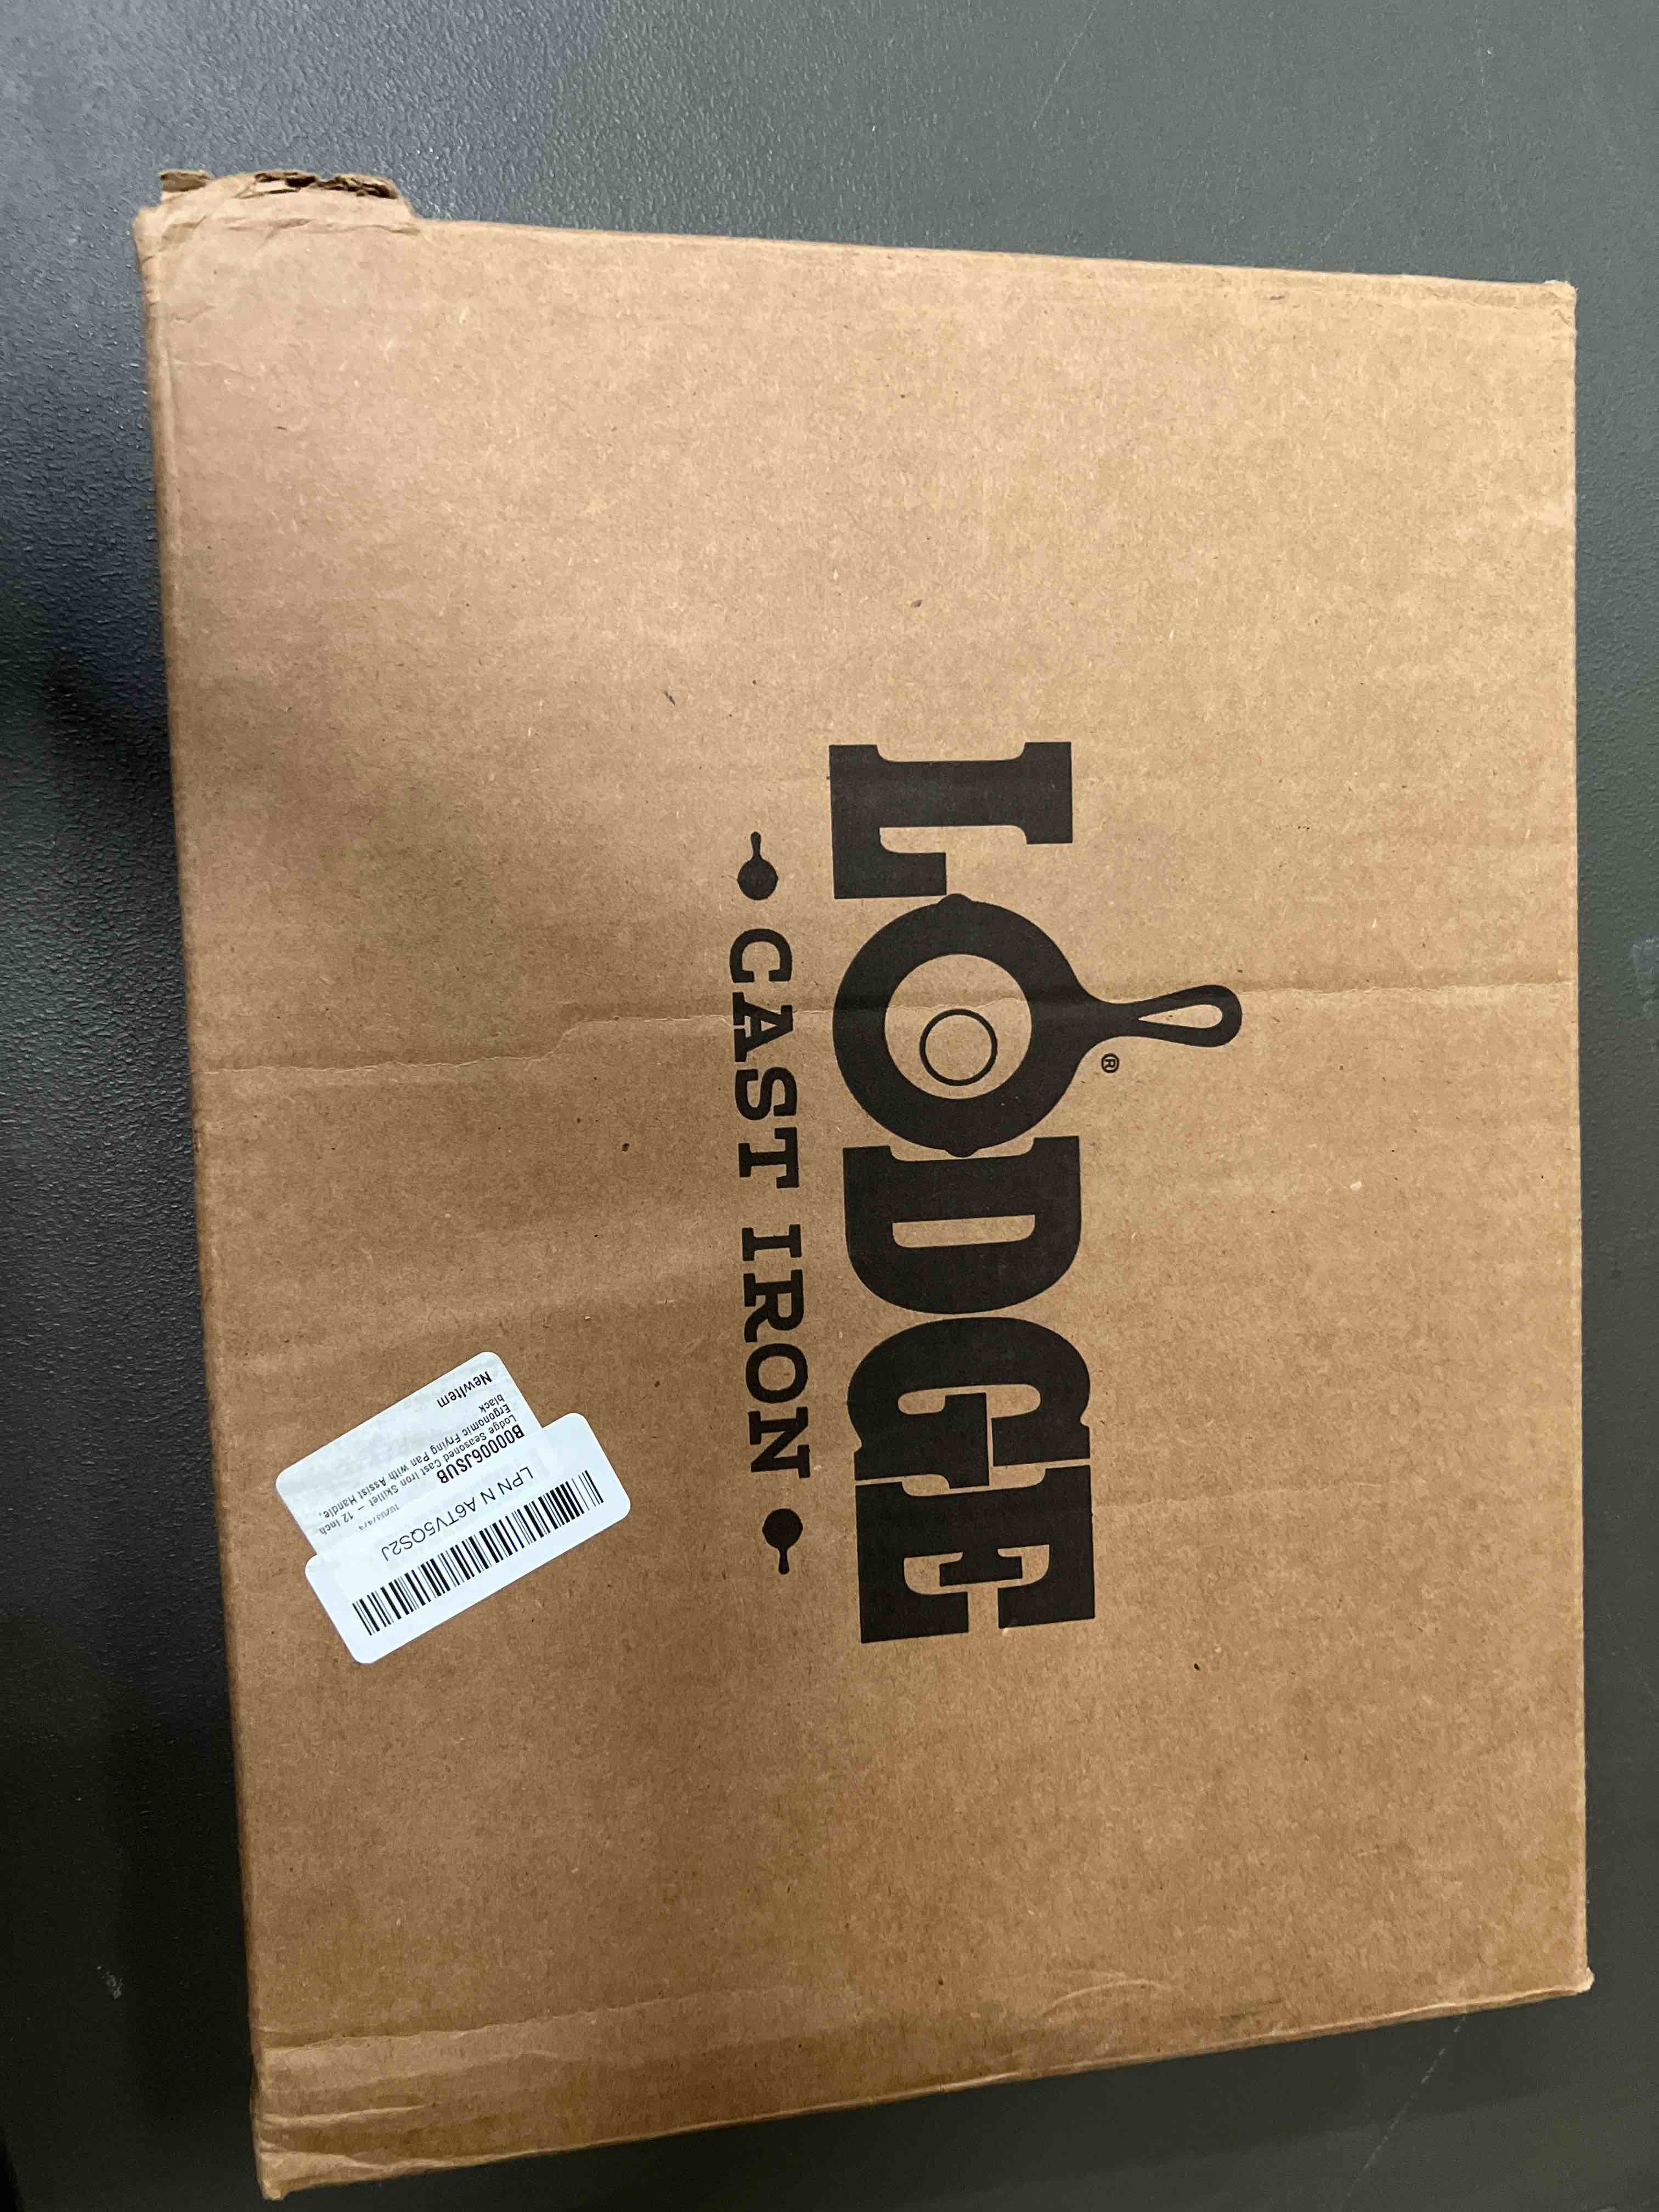 LODGE
®
CAST IRON
LPN N A6TV5QS2J
B00006JSUB
Lodge Seasoned Cast Iron Skillet – 12 Inch
Ergonomic Frying Pan with Assist Handle,
black
NewItem